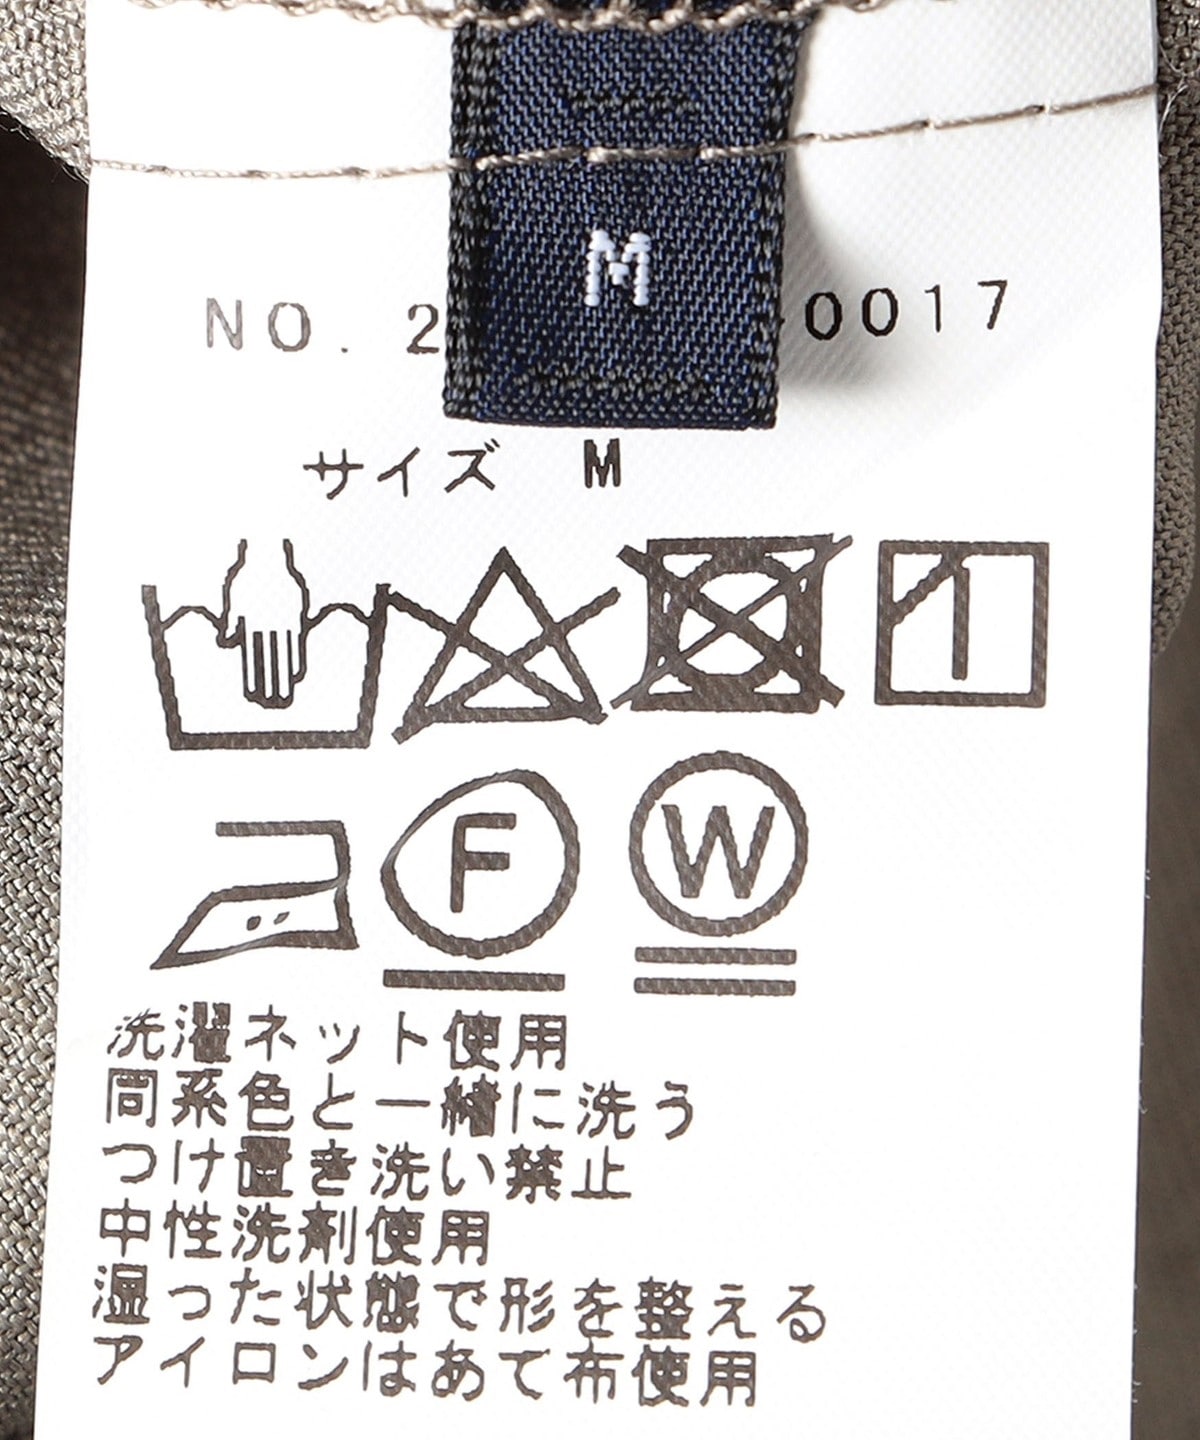 M
NO. 2 0017
サイズ M
F
W
洗濯ネット使用
同系色と一緒に洗う
つけ置き洗い禁止
中性洗剤使用
湿った状態で形を整える
アイロンはあて布使用